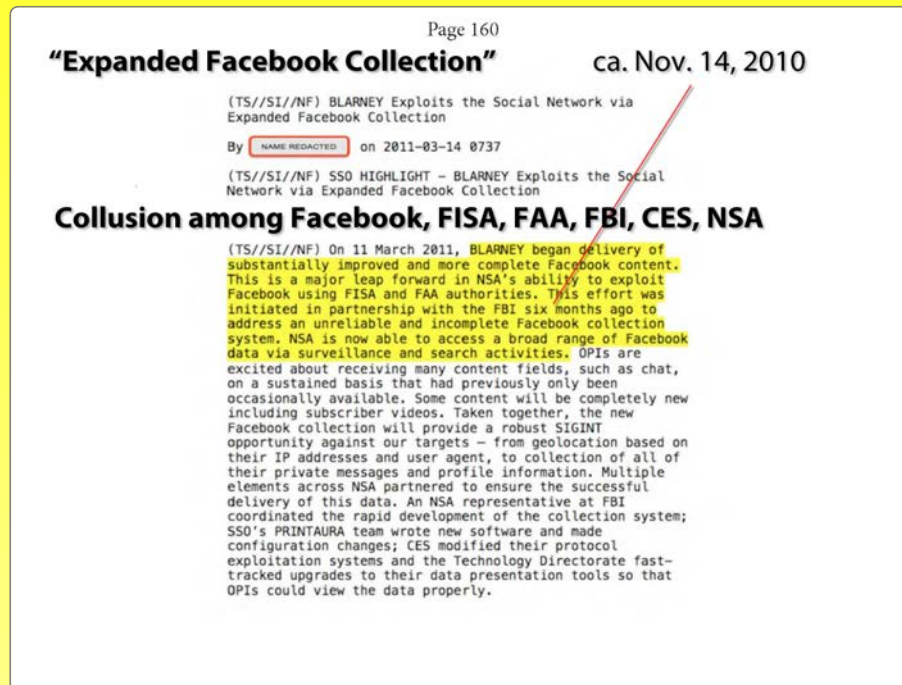 Page 160
“Expanded Facebook Collection” ca. Nov. 14, 2010
(TS//SI//NF) BLARNEY Exploits the Social Network via
Expanded Facebook Collection
By NAME REDACTED on 2011-03-14 0737
(TS//SI//NF) SSO HIGHLIGHT – BLARNEY Exploits the Social
Network via Expanded Facebook Collection
Collusion among Facebook, FISA, FAA, FBI, CES, NSA
(TS//SI//NF) On 11 March 2011, BLARNEY began delivery of
substantially improved and more complete Facebook content.
This is a major leap forward in NSA's ability to exploit
Facebook using FISA and FAA authorities. This effort was
initiated in partnership with the FBI six months ago to
address an unreliable and incomplete Facebook collection
system. NSA is now able to access a broad range of Facebook
data via surveillance and search activities. OPIs are
excited about receiving many content fields, such as chat,
on a sustained basis that had previously only been
occasionally available. Some content will be completely new
including subscriber videos. Taken together, the new
Facebook collection will provide a robust SIGINT
opportunity against our targets – from geolocation based on
their IP addresses and user agent, to collection of all of
their private messages and profile information. Multiple
elements across NSA partnered to ensure the successful
delivery of this data. An NSA representative at FBI
coordinated the rapid development of the collection system;
SSO's PRINTAURA team wrote new software and made
configuration changes; CES modified their protocol
exploitation systems and the Technology Directorate fast-
tracked upgrades to their data presentation tools so that
OPIs could view the data properly.